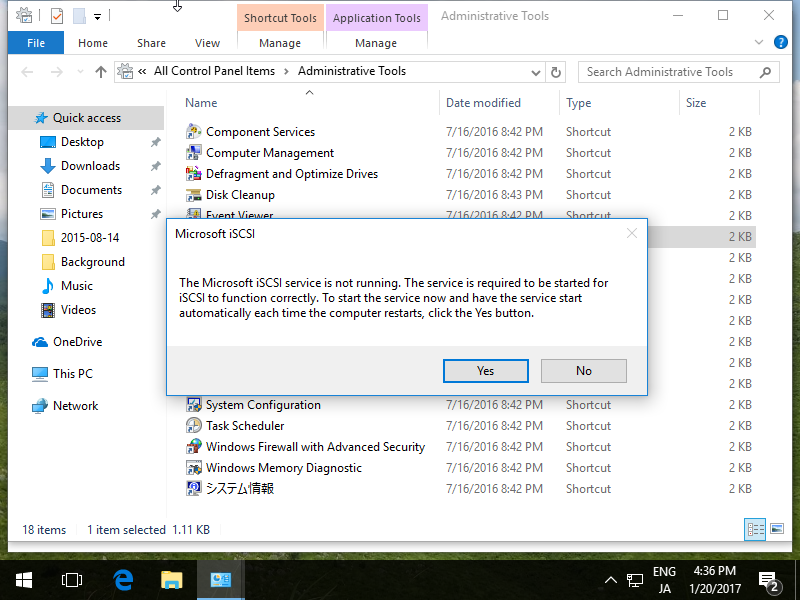 Shortcut Tools
Application Tools
Administrative Tools
File
Home
Share
View
Manage
Manage
« All Control Panel Items > Administrative Tools
Search Administrative Tools
Name
Date modified
Type
Size
Quick access
Desktop
Downloads
Documents
Pictures
2015-08-14
Background
Music
Videos
OneDrive
This PC
Network
Component Services 7/16/2016 8:42 PM Shortcut 2 KB
Computer Management 7/16/2016 8:42 PM Shortcut 2 KB
Defragment and Optimize Drives 7/16/2016 8:42 PM Shortcut 2 KB
Disk Cleanup 7/16/2016 8:43 PM Shortcut 2 KB
Event Viewer 7/16/2016 8:42 PM Shortcut 2 KB
2 KB
2 KB
2 KB
2 KB
2 KB
2 KB
2 KB
2 KB
Microsoft iSCSI
The Microsoft iSCSI service is not running. The service is required to be started for
iSCSI to function correctly. To start the service now and have the service start
automatically each time the computer restarts, click the Yes button.
Yes
No
System Configuration 7/16/2016 8:42 PM Shortcut 2 KB
Task Scheduler 7/16/2016 8:42 PM Shortcut 2 KB
Windows Firewall with Advanced Security 7/16/2016 8:42 PM Shortcut 2 KB
Windows Memory Diagnostic 7/16/2016 8:42 PM Shortcut 2 KB
システム情報 7/16/2016 8:42 PM Shortcut 2 KB
18 items
1 item selected 1.11 KB
ENG
JA
4:36 PM
1/20/2017
2